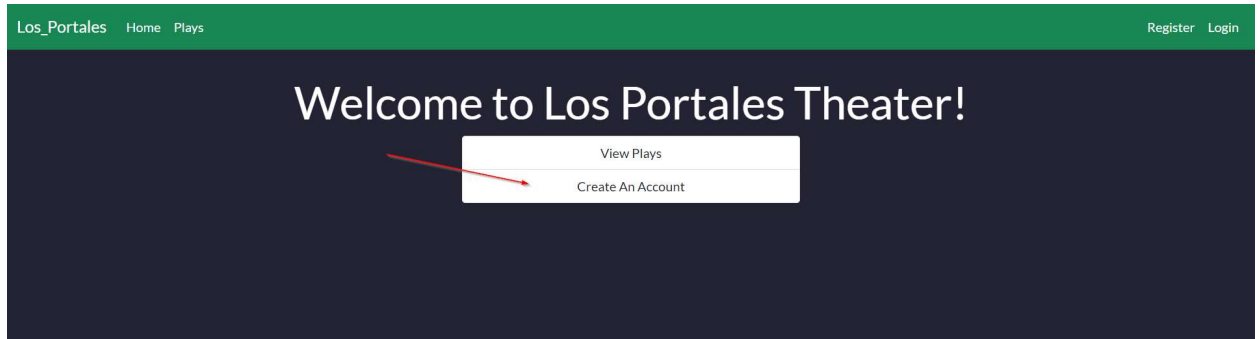 Los_Portales Home Plays Register Login
Welcome to Los Portales Theater!
View Plays
Create An Account